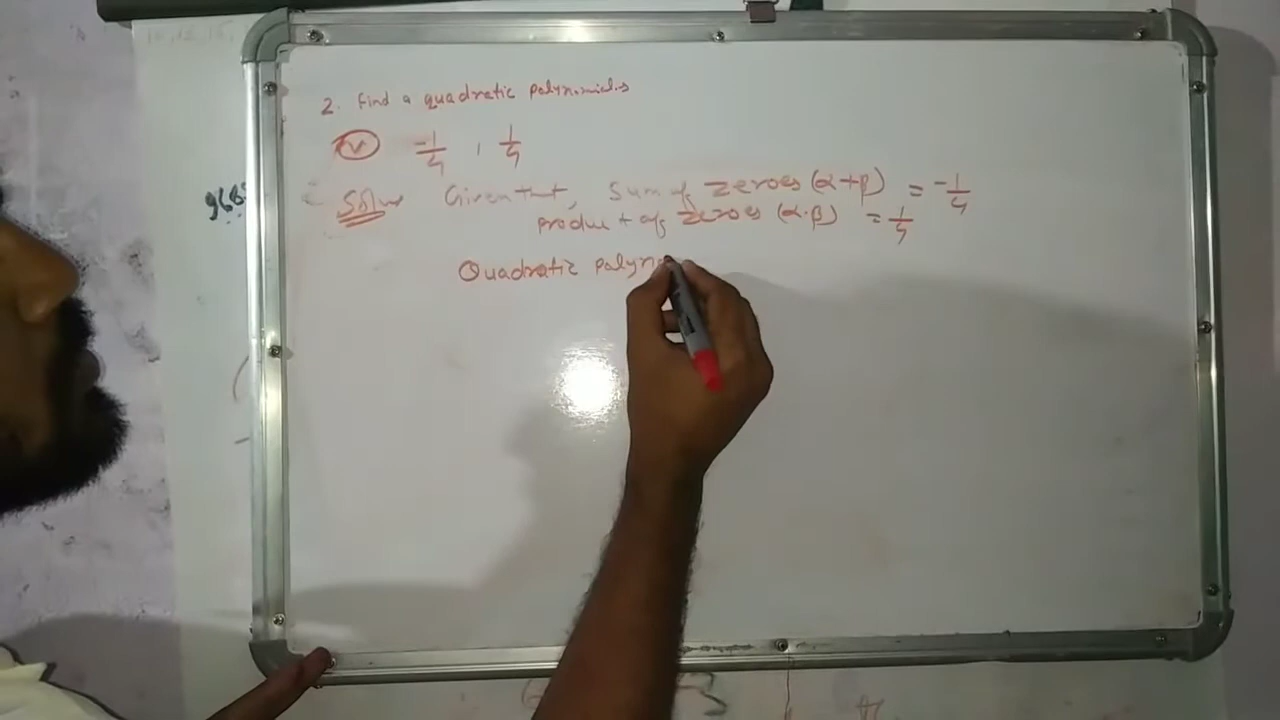 2. Find a quadratic polynomials
(v) -1/4 , 1/4
Soln Given that, Sum of zeroes (α+β) = -1/4
product of zeroes (α.β) = 1/4
Quadratic polyn